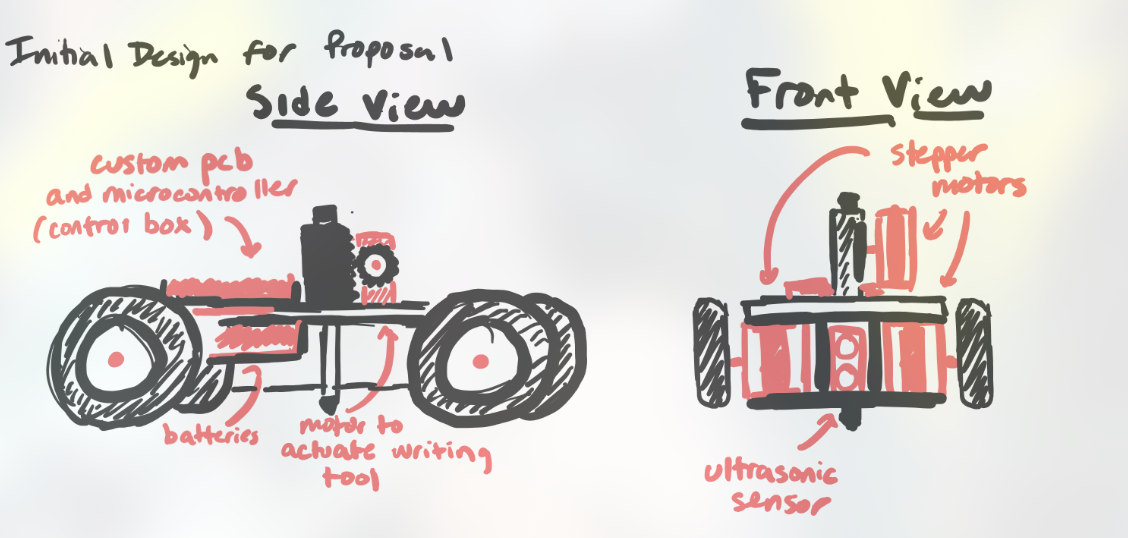 Initial Design for Proposal
Side View
Front View
custom pcb
and microcontroller
(control box)
stepper
motors
batteries
motor to
actuate writing
tool
ultrasonic
sensor